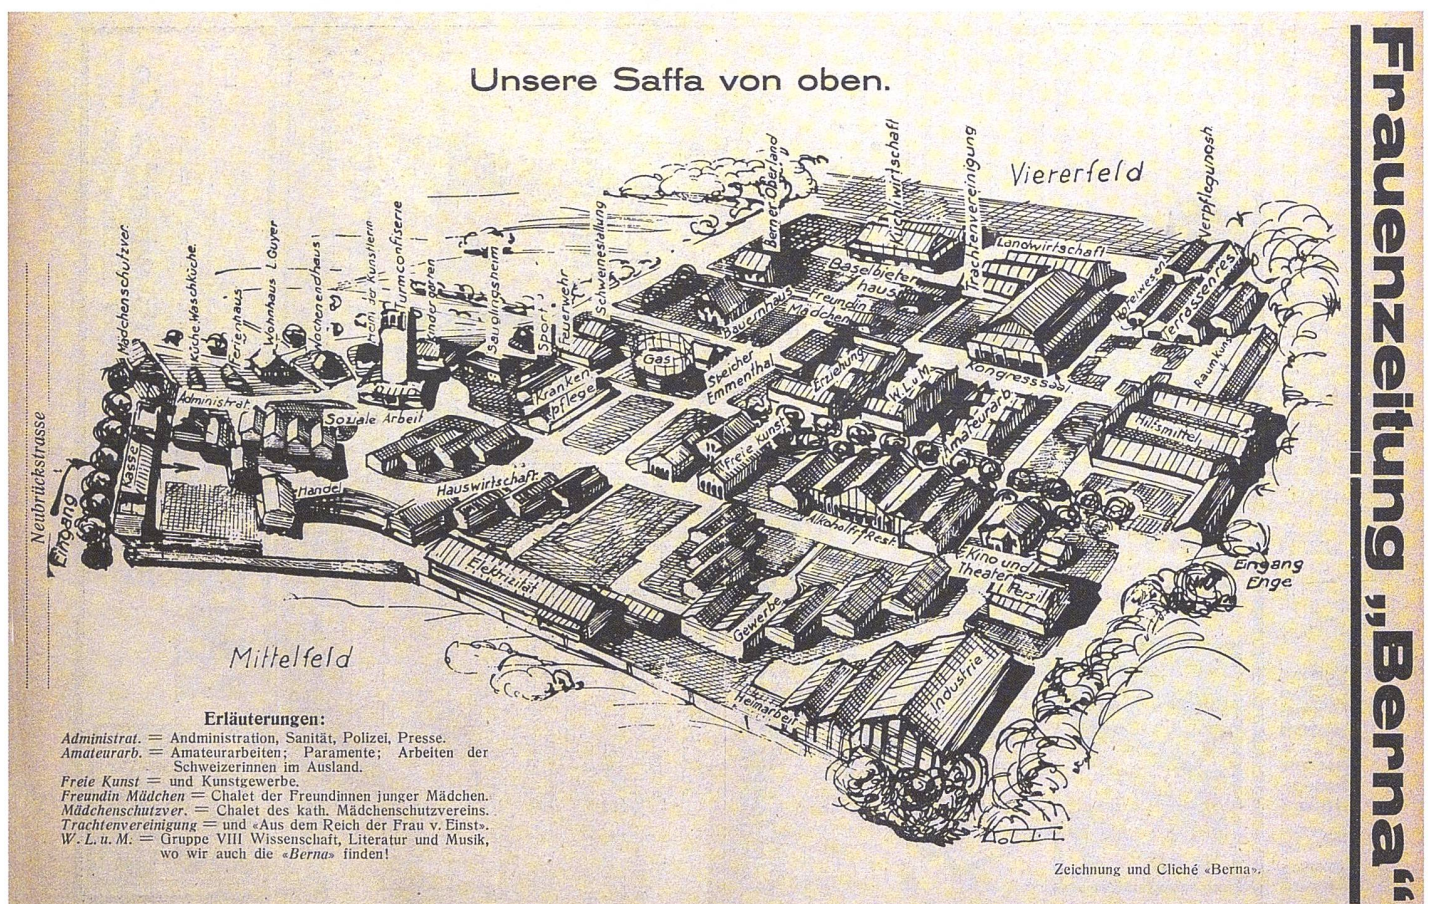 Unsere Saffa von oben.
Frauenzeitung „Berna“
Viererfeld
Mädchenschutzver.
Küche Waschküche.
Ferienhaus
Wohnhaus L. Guyer
Wochenendhaus
Heim der Künstlerin
Turmconfiserie
Kindergarten
Säuglingsheim
Sport
Feuerwehr
Schweinestallung
Berner Oberland
Küchliwirtschaft
Trachtenvereinigung
Verpflegungsh.
Landwirtschaft
Baselbieter
haus
Freundin
Mädchen
Bauernhaus
Hotelwesen
Terrassenrest.
Raumkunst
Gas
Speicher
Emmenthal
Kranken
pflege
Erziehung
W.L.u.M.
Kongresssaal
Amateurarb.
Hilfsmittel
Administrat.
Soziale Arbeit
Kasse
Eingang
Neubrückstrasse
Handel
Hauswirtschaft.
Freie Kunst
Alkoholfr. Rest.
Kino und
Theater
Persil
Eingang
Enge
Elektrizität
Gewerbe
Heimarbeit
Industrie
Mittelfeld
Erläuterungen:
Administrat. = Andministration, Sanität, Polizei, Presse.
Amateurarb. = Amateurarbeiten; Paramente; Arbeiten der
Schweizerinnen im Ausland.
Freie Kunst = und Kunstgewerbe.
Freundin Mädchen = Chalet der Freundinnen junger Mädchen.
Mädchenschutzver. = Chalet des kath. Mädchenschutzvereins.
Trachtenvereinigung = und «Aus dem Reich der Frau v. Einst».
W. L. u. M. = Gruppe VIII Wissenschaft, Literatur und Musik,
wo wir auch die «Berna» finden!
Zeichnung und Cliché «Berna».